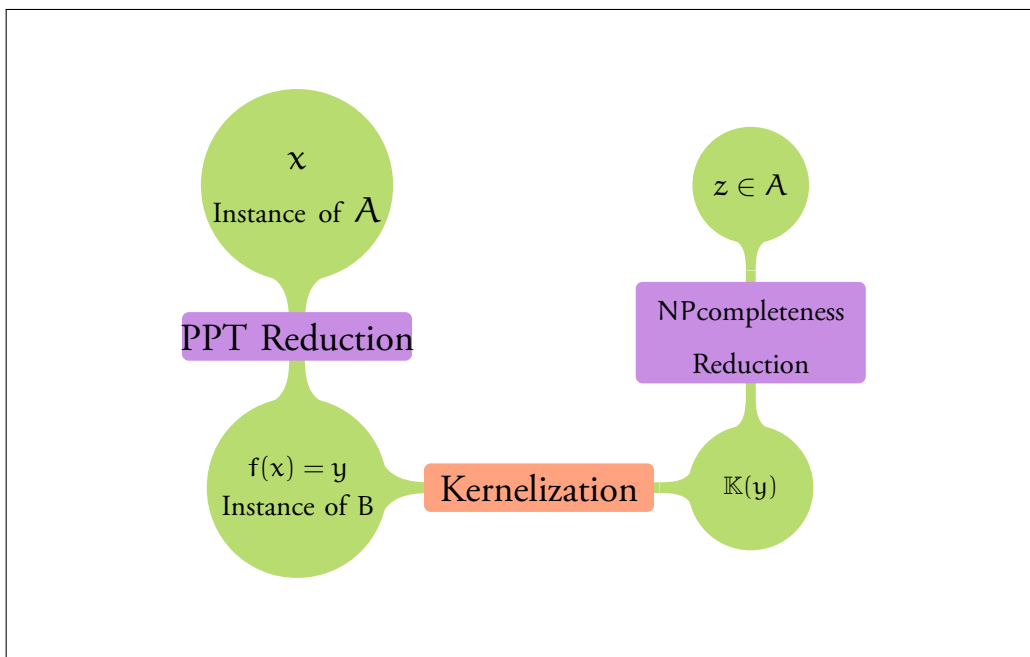 x
Instance of A
PPT Reduction
f(x) = y
Instance of B
Kernelization
𝕂(y)
NPcompleteness
Reduction
z ∈ A